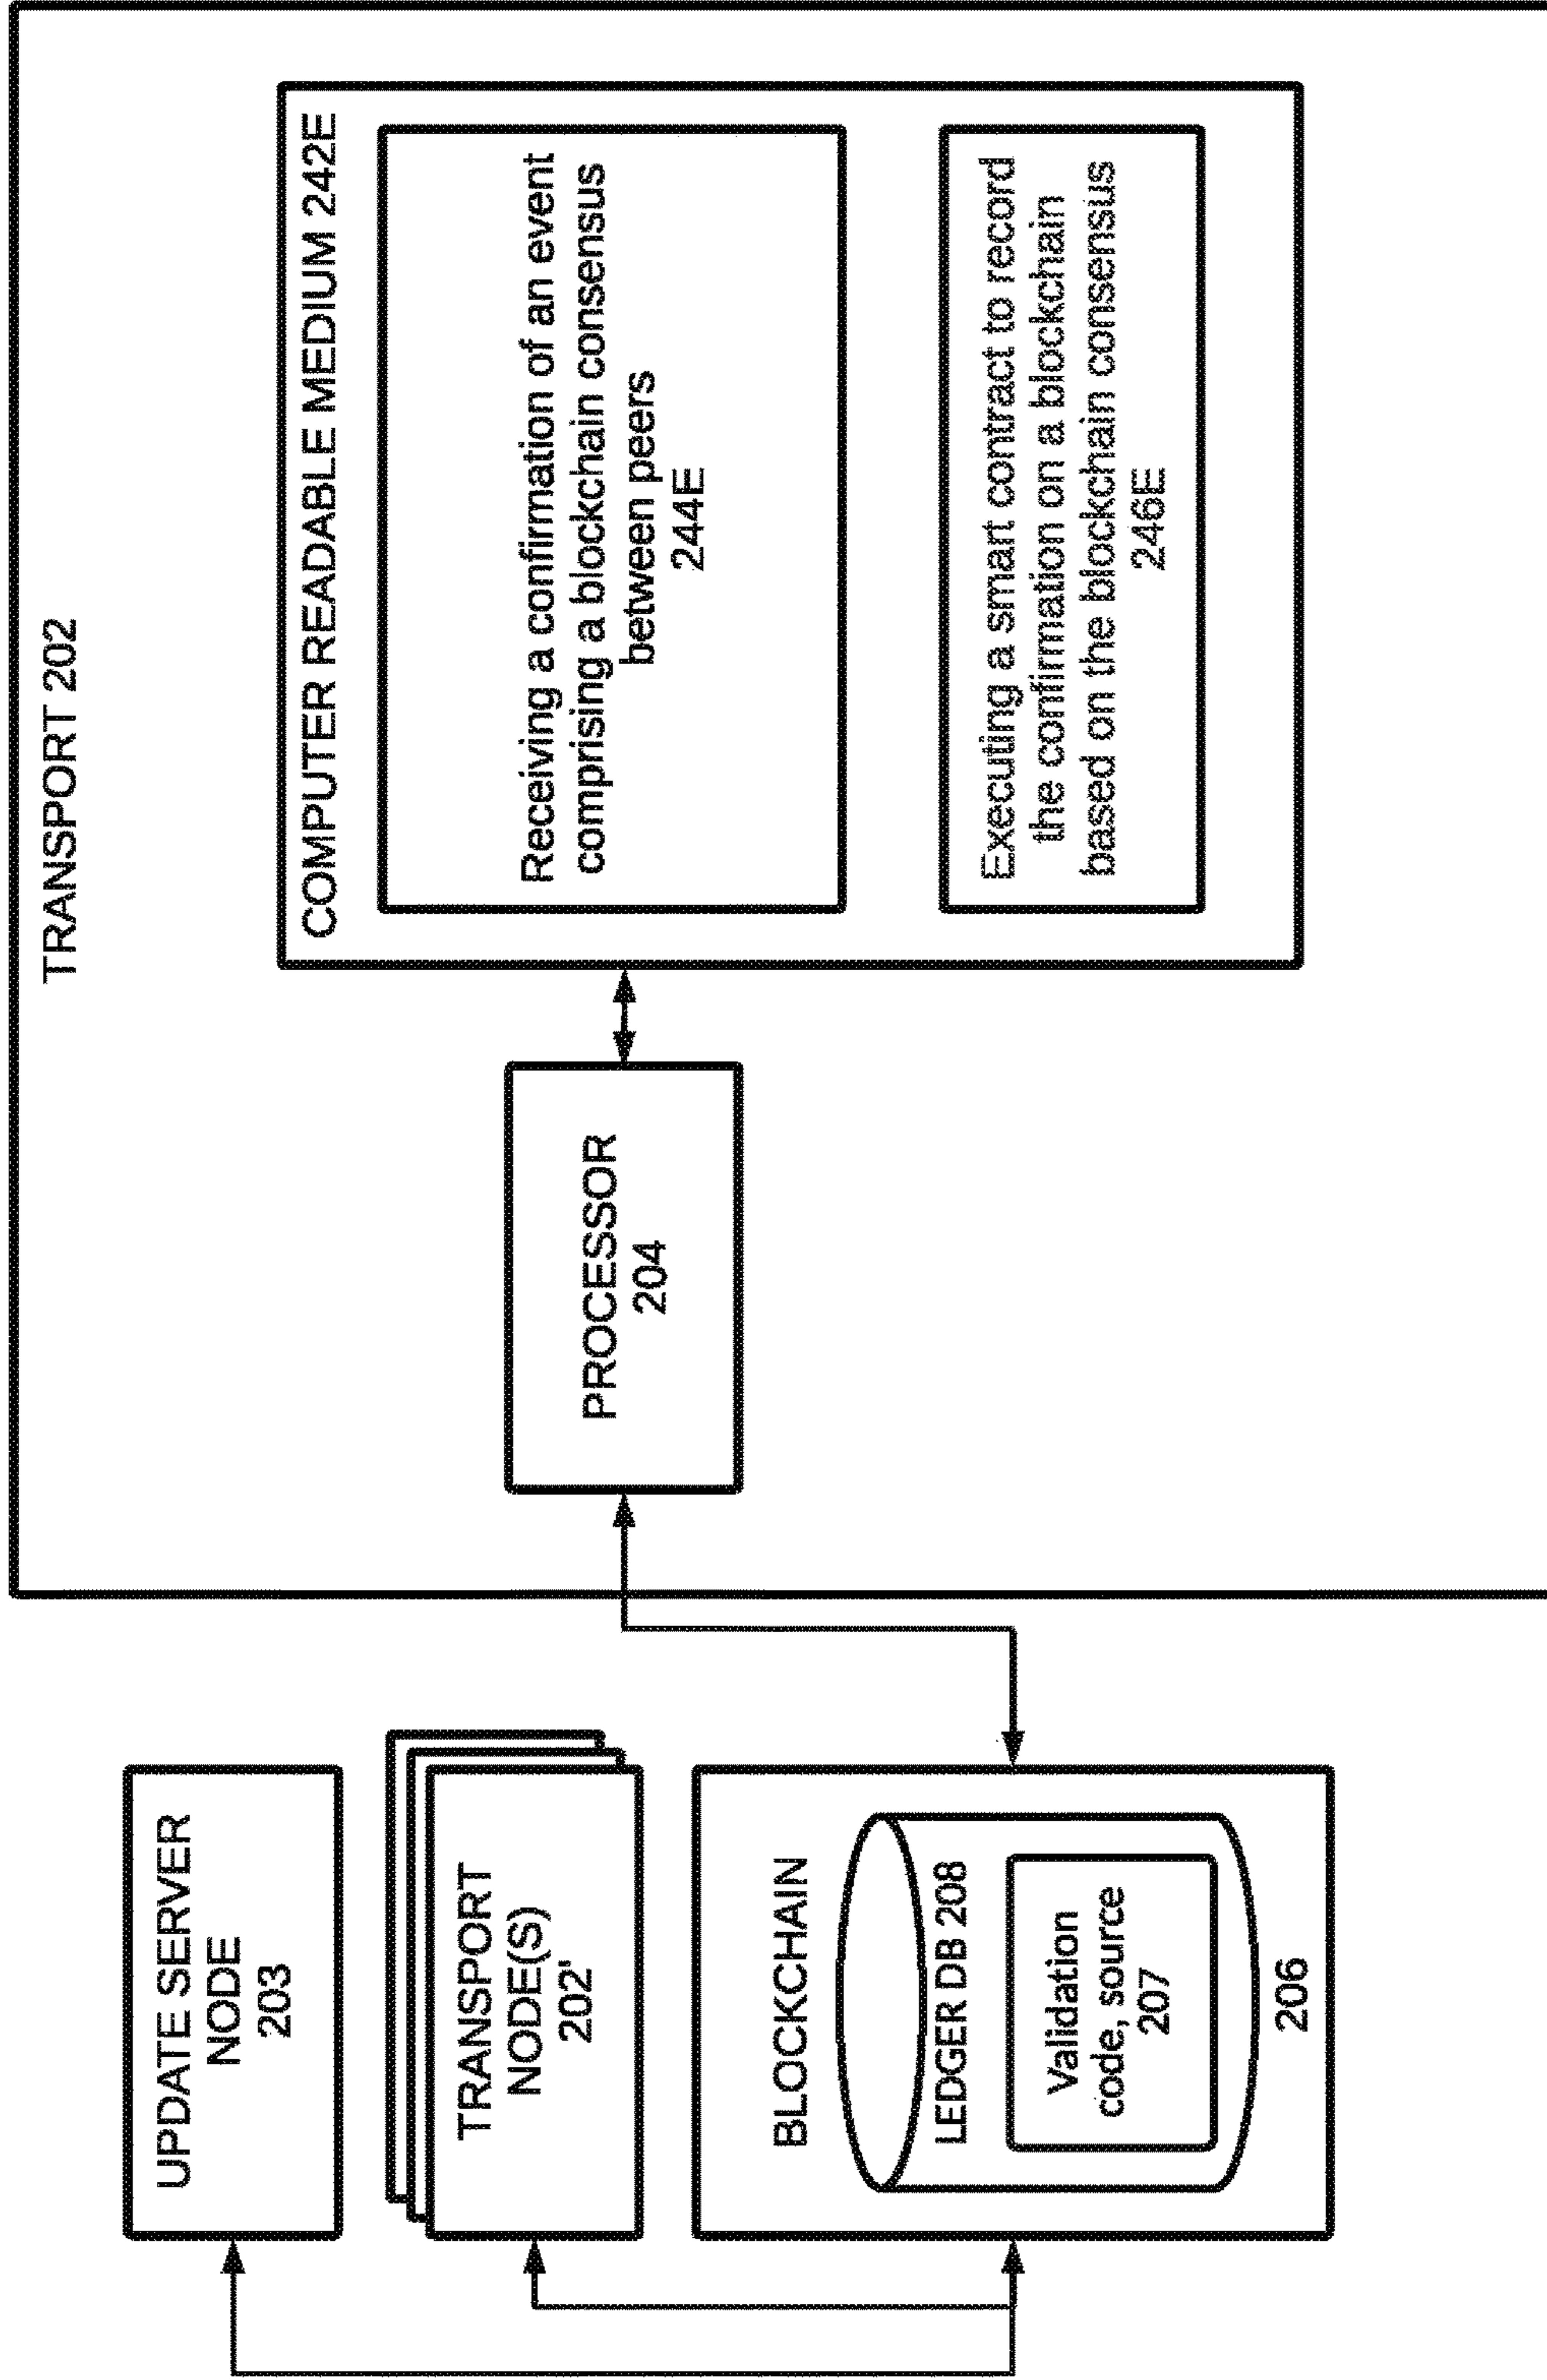 TRANSPORT 202
UPDATE SERVER
NODE
203
TRANSPORT
NODE(S)
202'
BLOCKCHAIN
LEDGER DB 208
Validation
code, source
207
206
PROCESSOR
204
COMPUTER READABLE MEDIUM 242E
Receiving a confirmation of an event
comprising a blockchain consensus
between peers
244E
Executing a smart contract to record
the confirmation on a blockchain
based on the blockchain consensus
246E